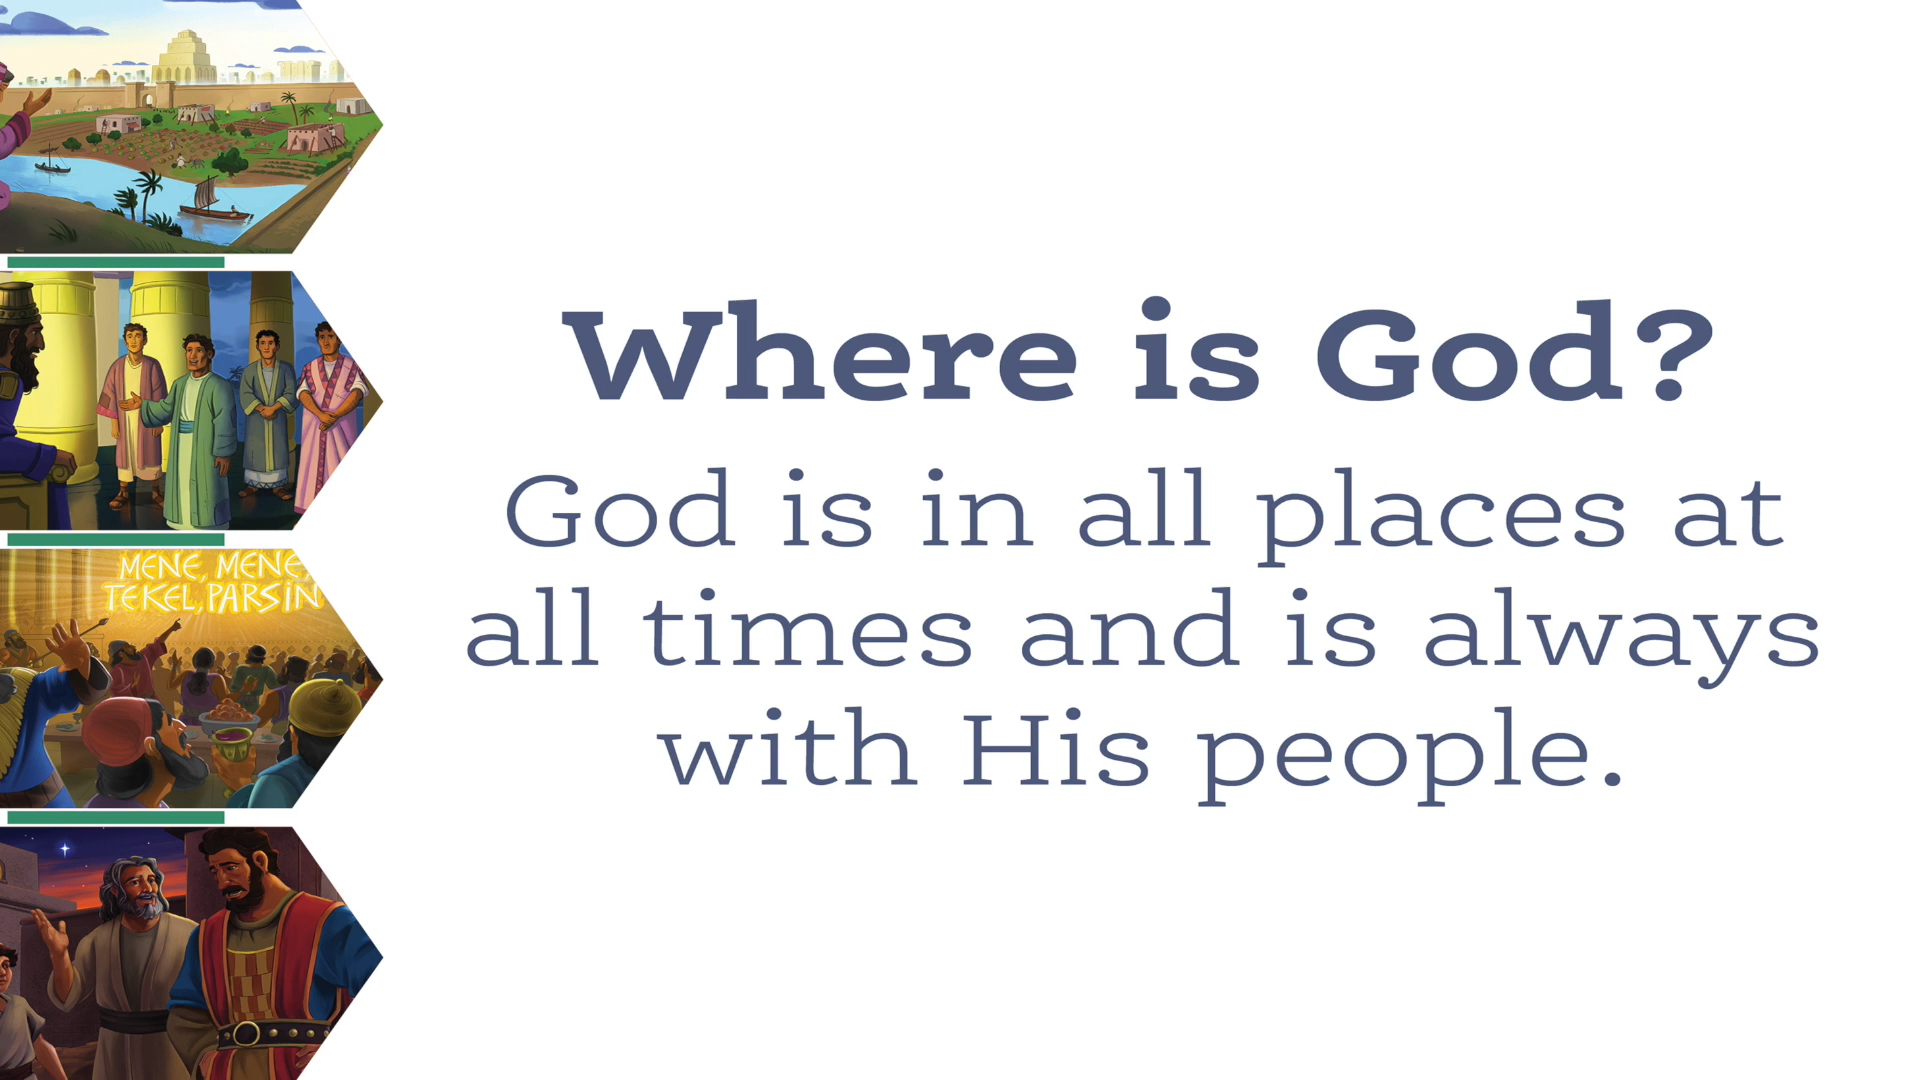 Where is God?
God is in all places at
all times and is always
with His people.
MENE, MENE,
TEKEL, PARSIN